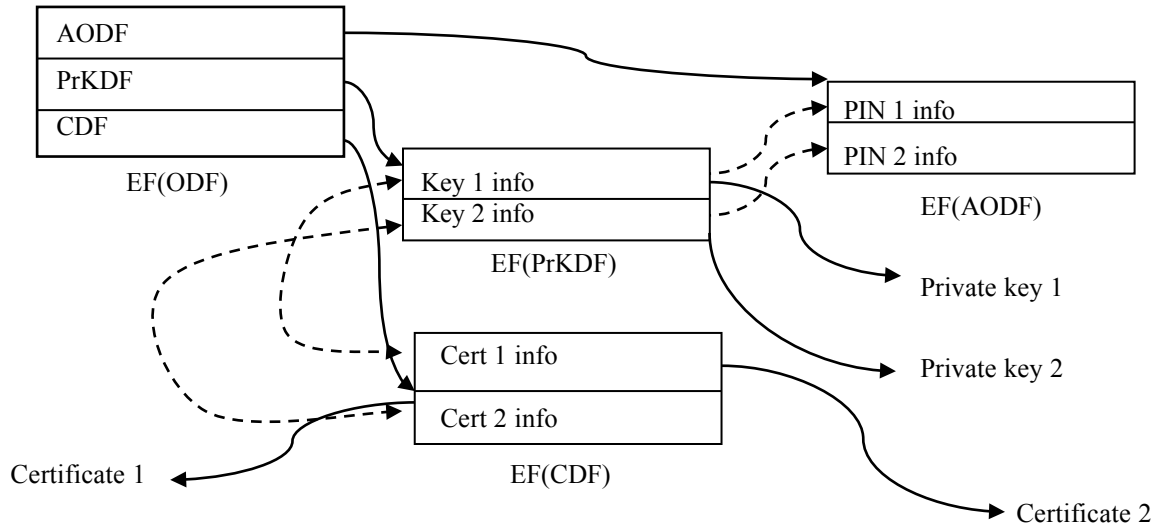 AODF
PrKDF
CDF
EF(ODF)
PIN 1 info
PIN 2 info
EF(AODF)
Key 1 info
Key 2 info
EF(PrKDF)
Private key 1
Private key 2
Cert 1 info
Cert 2 info
EF(CDF)
Certificate 1
Certificate 2